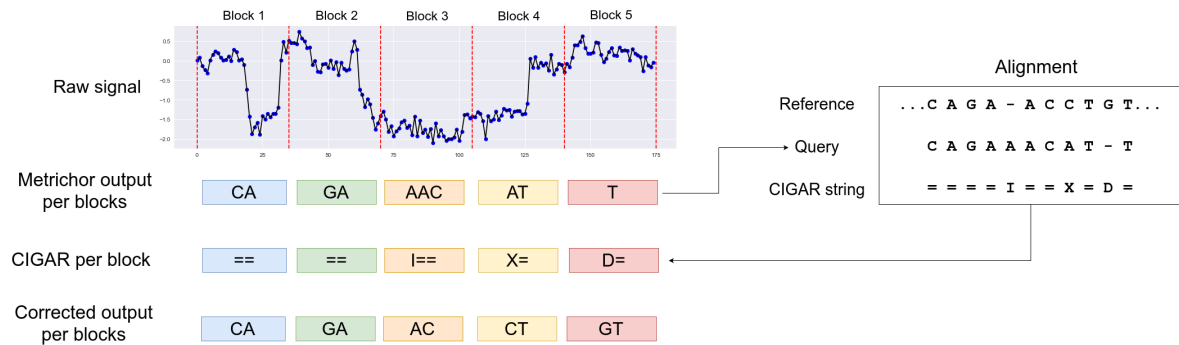 Block 1 Block 2 Block 3 Block 4 Block 5
Raw signal
0.5
0.0
−0.5
−1.0
−1.5
−2.0
0 25 50 75 100 125 150 175
Alignment
Reference ...C A G A - A C C T G T...
Query C A G A A A C A T - T
CIGAR string = = = = I = = X = D =
Metrichor output
per blocks
CA GA AAC AT T
CIGAR per block == == I== X= D=
Corrected output
per blocks
CA GA AC CT GT